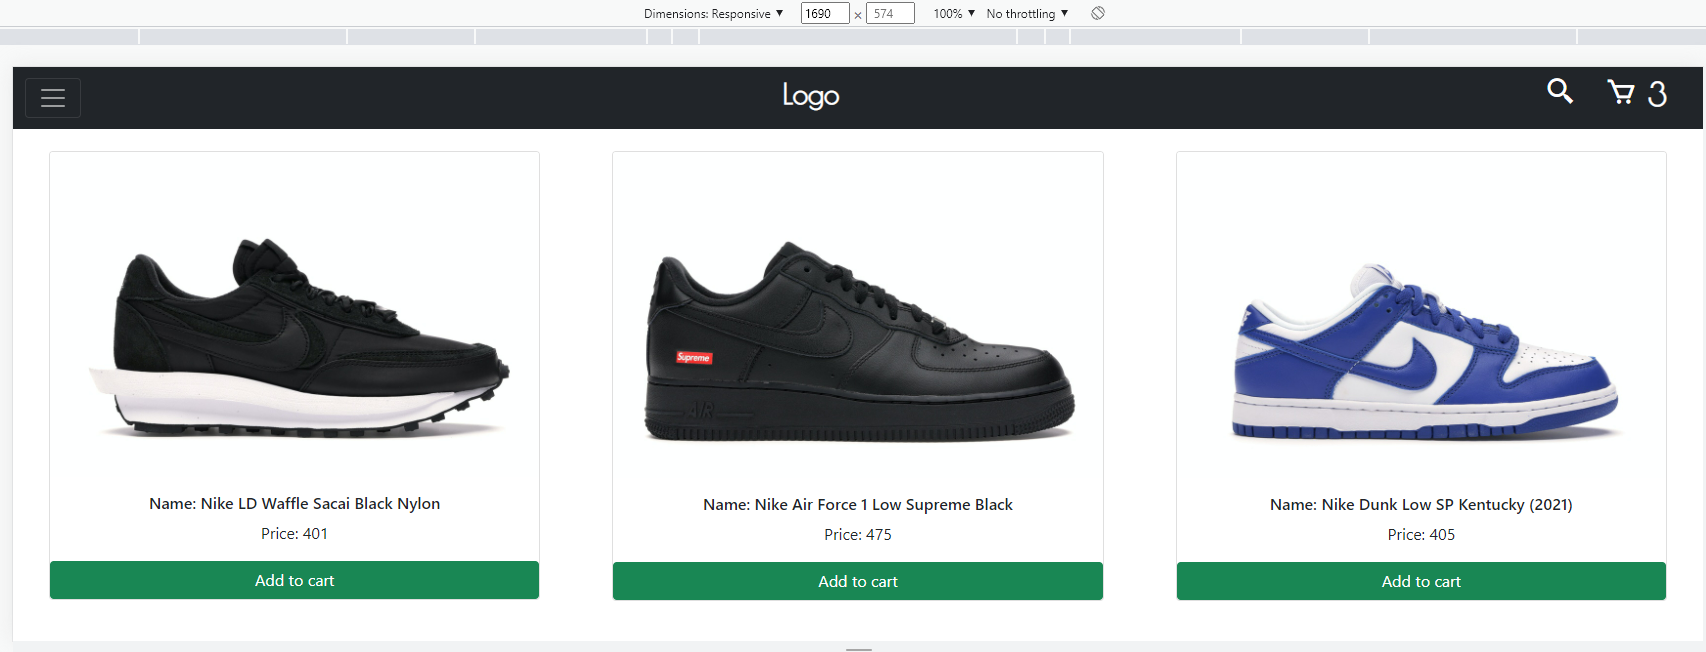 Dimensions: Responsive ▼ 1690 × 574 100% ▼ No throttling ▼
Logo 3
Supreme
AIR
Name: Nike LD Waffle Sacai Black Nylon
Price: 401
Add to cart
Name: Nike Air Force 1 Low Supreme Black
Price: 475
Add to cart
Name: Nike Dunk Low SP Kentucky (2021)
Price: 405
Add to cart